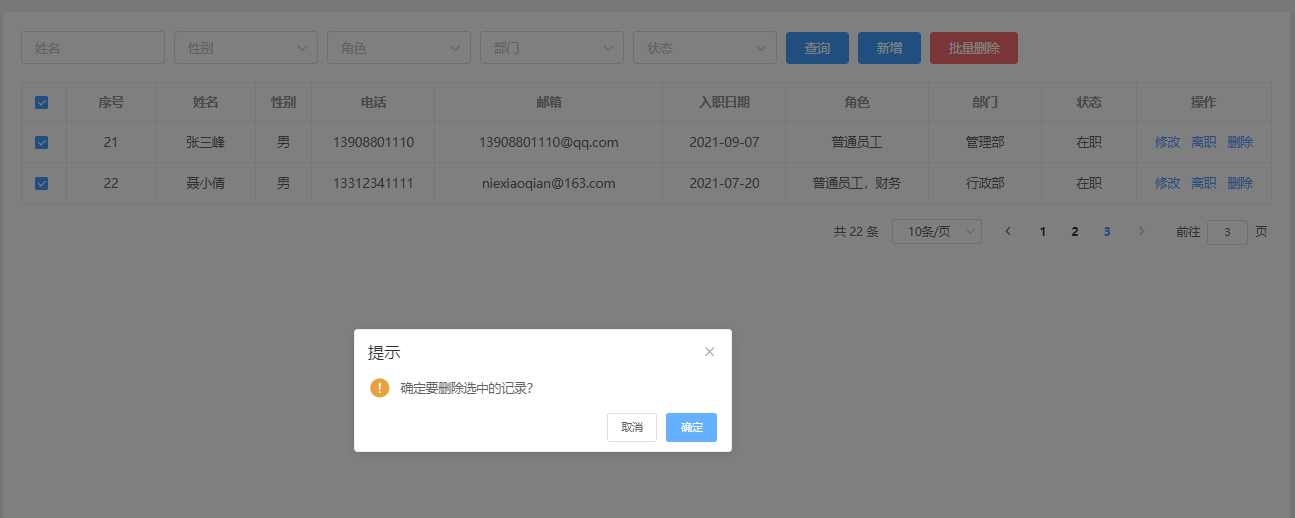 姓名 性别 角色 部门 状态 查询 新增 批量删除
序号 姓名 性别 电话 邮箱 入职日期 角色 部门 状态 操作
21 张三峰 男 13908801110 13908801110@qq.com 2021-09-07 普通员工 管理部 在职 修改 离职 删除
22 聂小倩 男 13312341111 niexiaoqian@163.com 2021-07-20 普通员工，财务 行政部 在职 修改 离职 删除
共 22 条 10条/页 1 2 3 前往 3 页
提示
确定要删除选中的记录?
取消 确定